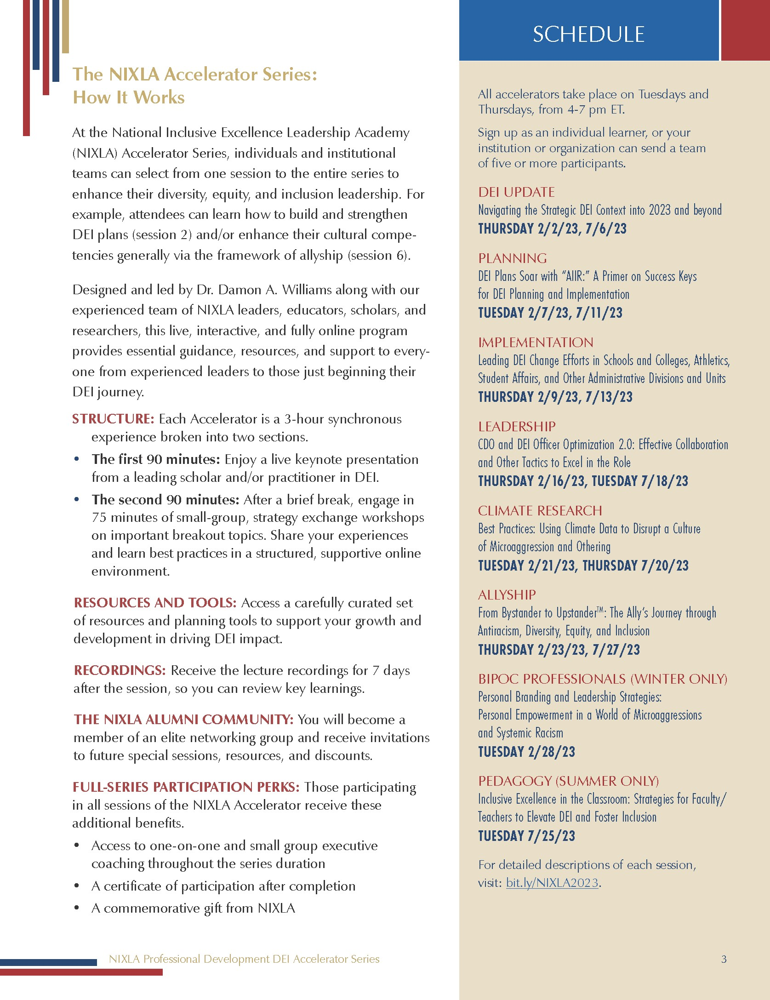 The NIXLA Accelerator Series:
How It Works
At the National Inclusive Excellence Leadership Academy
(NIXLA) Accelerator Series, individuals and institutional
teams can select from one session to the entire series to
enhance their diversity, equity, and inclusion leadership. For
example, attendees can learn how to build and strengthen
DEI plans (session 2) and/or enhance their cultural compe-
tencies generally via the framework of allyship (session 6).
Designed and led by Dr. Damon A. Williams along with our
experienced team of NIXLA leaders, educators, scholars, and
researchers, this live, interactive, and fully online program
provides essential guidance, resources, and support to every-
one from experienced leaders to those just beginning their
DEI journey.
STRUCTURE: Each Accelerator is a 3-hour synchronous
experience broken into two sections.
• The first 90 minutes: Enjoy a live keynote presentation
from a leading scholar and/or practitioner in DEI.
• The second 90 minutes: After a brief break, engage in
75 minutes of small-group, strategy exchange workshops
on important breakout topics. Share your experiences
and learn best practices in a structured, supportive online
environment.
RESOURCES AND TOOLS: Access a carefully curated set
of resources and planning tools to support your growth and
development in driving DEI impact.
RECORDINGS: Receive the lecture recordings for 7 days
after the session, so you can review key learnings.
THE NIXLA ALUMNI COMMUNITY: You will become a
member of an elite networking group and receive invitations
to future special sessions, resources, and discounts.
FULL-SERIES PARTICIPATION PERKS: Those participating
in all sessions of the NIXLA Accelerator receive these
additional benefits.
• Access to one-on-one and small group executive
coaching throughout the series duration
• A certificate of participation after completion
• A commemorative gift from NIXLA
SCHEDULE
All accelerators take place on Tuesdays and
Thursdays, from 4-7 pm ET.
Sign up as an individual learner, or your
institution or organization can send a team
of five or more participants.
DEI UPDATE
Navigating the Strategic DEI Context into 2023 and beyond
THURSDAY 2/2/23, 7/6/23
PLANNING
DEI Plans Soar with “AIIR:” A Primer on Success Keys
for DEI Planning and Implementation
TUESDAY 2/7/23, 7/11/23
IMPLEMENTATION
Leading DEI Change Efforts in Schools and Colleges, Athletics,
Student Affairs, and Other Administrative Divisions and Units
THURSDAY 2/9/23, 7/13/23
LEADERSHIP
CDO and DEI Officer Optimization 2.0: Effective Collaboration
and Other Tactics to Excel in the Role
THURSDAY 2/16/23, TUESDAY 7/18/23
CLIMATE RESEARCH
Best Practices: Using Climate Data to Disrupt a Culture
of Microaggression and Othering
TUESDAY 2/21/23, THURSDAY 7/20/23
ALLYSHIP
From Bystander to Upstander™: The Ally’s Journey through
Antiracism, Diversity, Equity, and Inclusion
THURSDAY 2/23/23, 7/27/23
BIPOC PROFESSIONALS (WINTER ONLY)
Personal Branding and Leadership Strategies:
Personal Empowerment in a World of Microaggressions
and Systemic Racism
TUESDAY 2/28/23
PEDAGOGY (SUMMER ONLY)
Inclusive Excellence in the Classroom: Strategies for Faculty/
Teachers to Elevate DEI and Foster Inclusion
TUESDAY 7/25/23
For detailed descriptions of each session,
visit: bit.ly/NIXLA2023.
NIXLA Professional Development DEI Accelerator Series
3